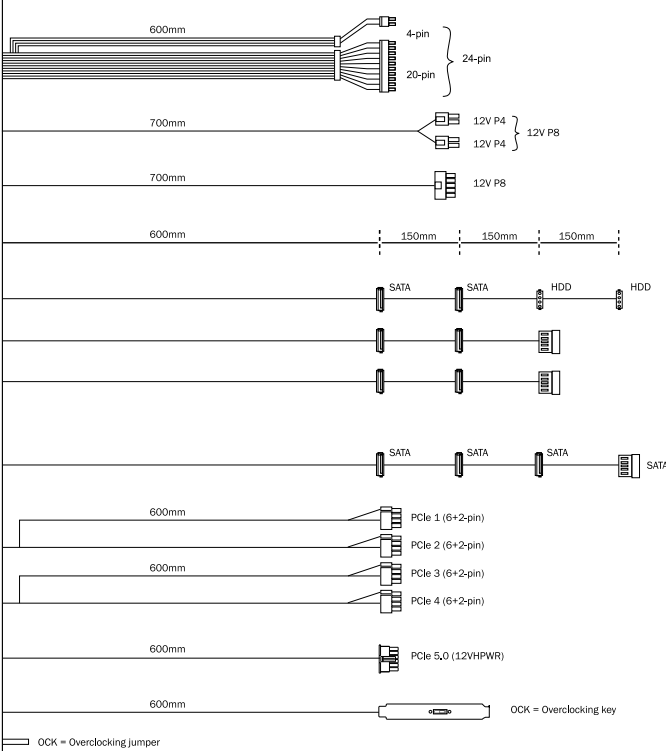 600mm
4-pin
24-pin
20-pin
700mm
12V P4
12V P8
12V P4
700mm
12V P8
600mm 150mm 150mm 150mm
SATA SATA HDD HDD
SATA SATA SATA SATA
600mm
PCIe 1 (6+2-pin)
600mm
PCIe 2 (6+2-pin)
600mm
PCIe 3 (6+2-pin)
600mm
PCIe 4 (6+2-pin)
600mm
PCIe 5.0 (12VHPWR)
600mm
OCK = Overclocking key
OCK = Overclocking jumper